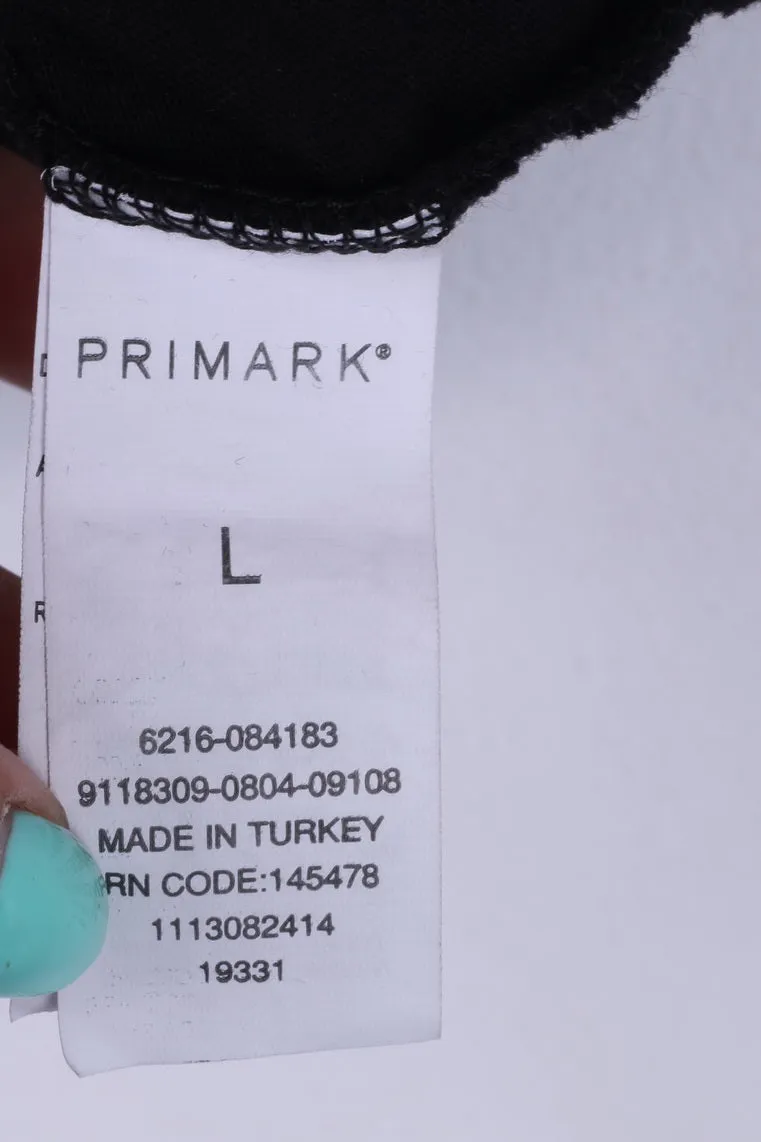 PRIMARK®
L
6216-084183
9118309-0804-09108
MADE IN TURKEY
RN CODE:145478
1113082414
19331